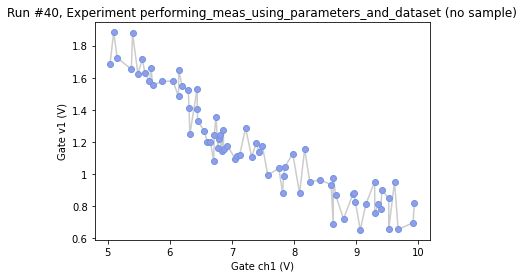 Run #40, Experiment performing_meas_using_parameters_and_dataset (no sample)
1.8
1.6
1.4
1.2
1.0
0.8
0.6
Gate v1 (V)
5 6 7 8 9 10
Gate ch1 (V)